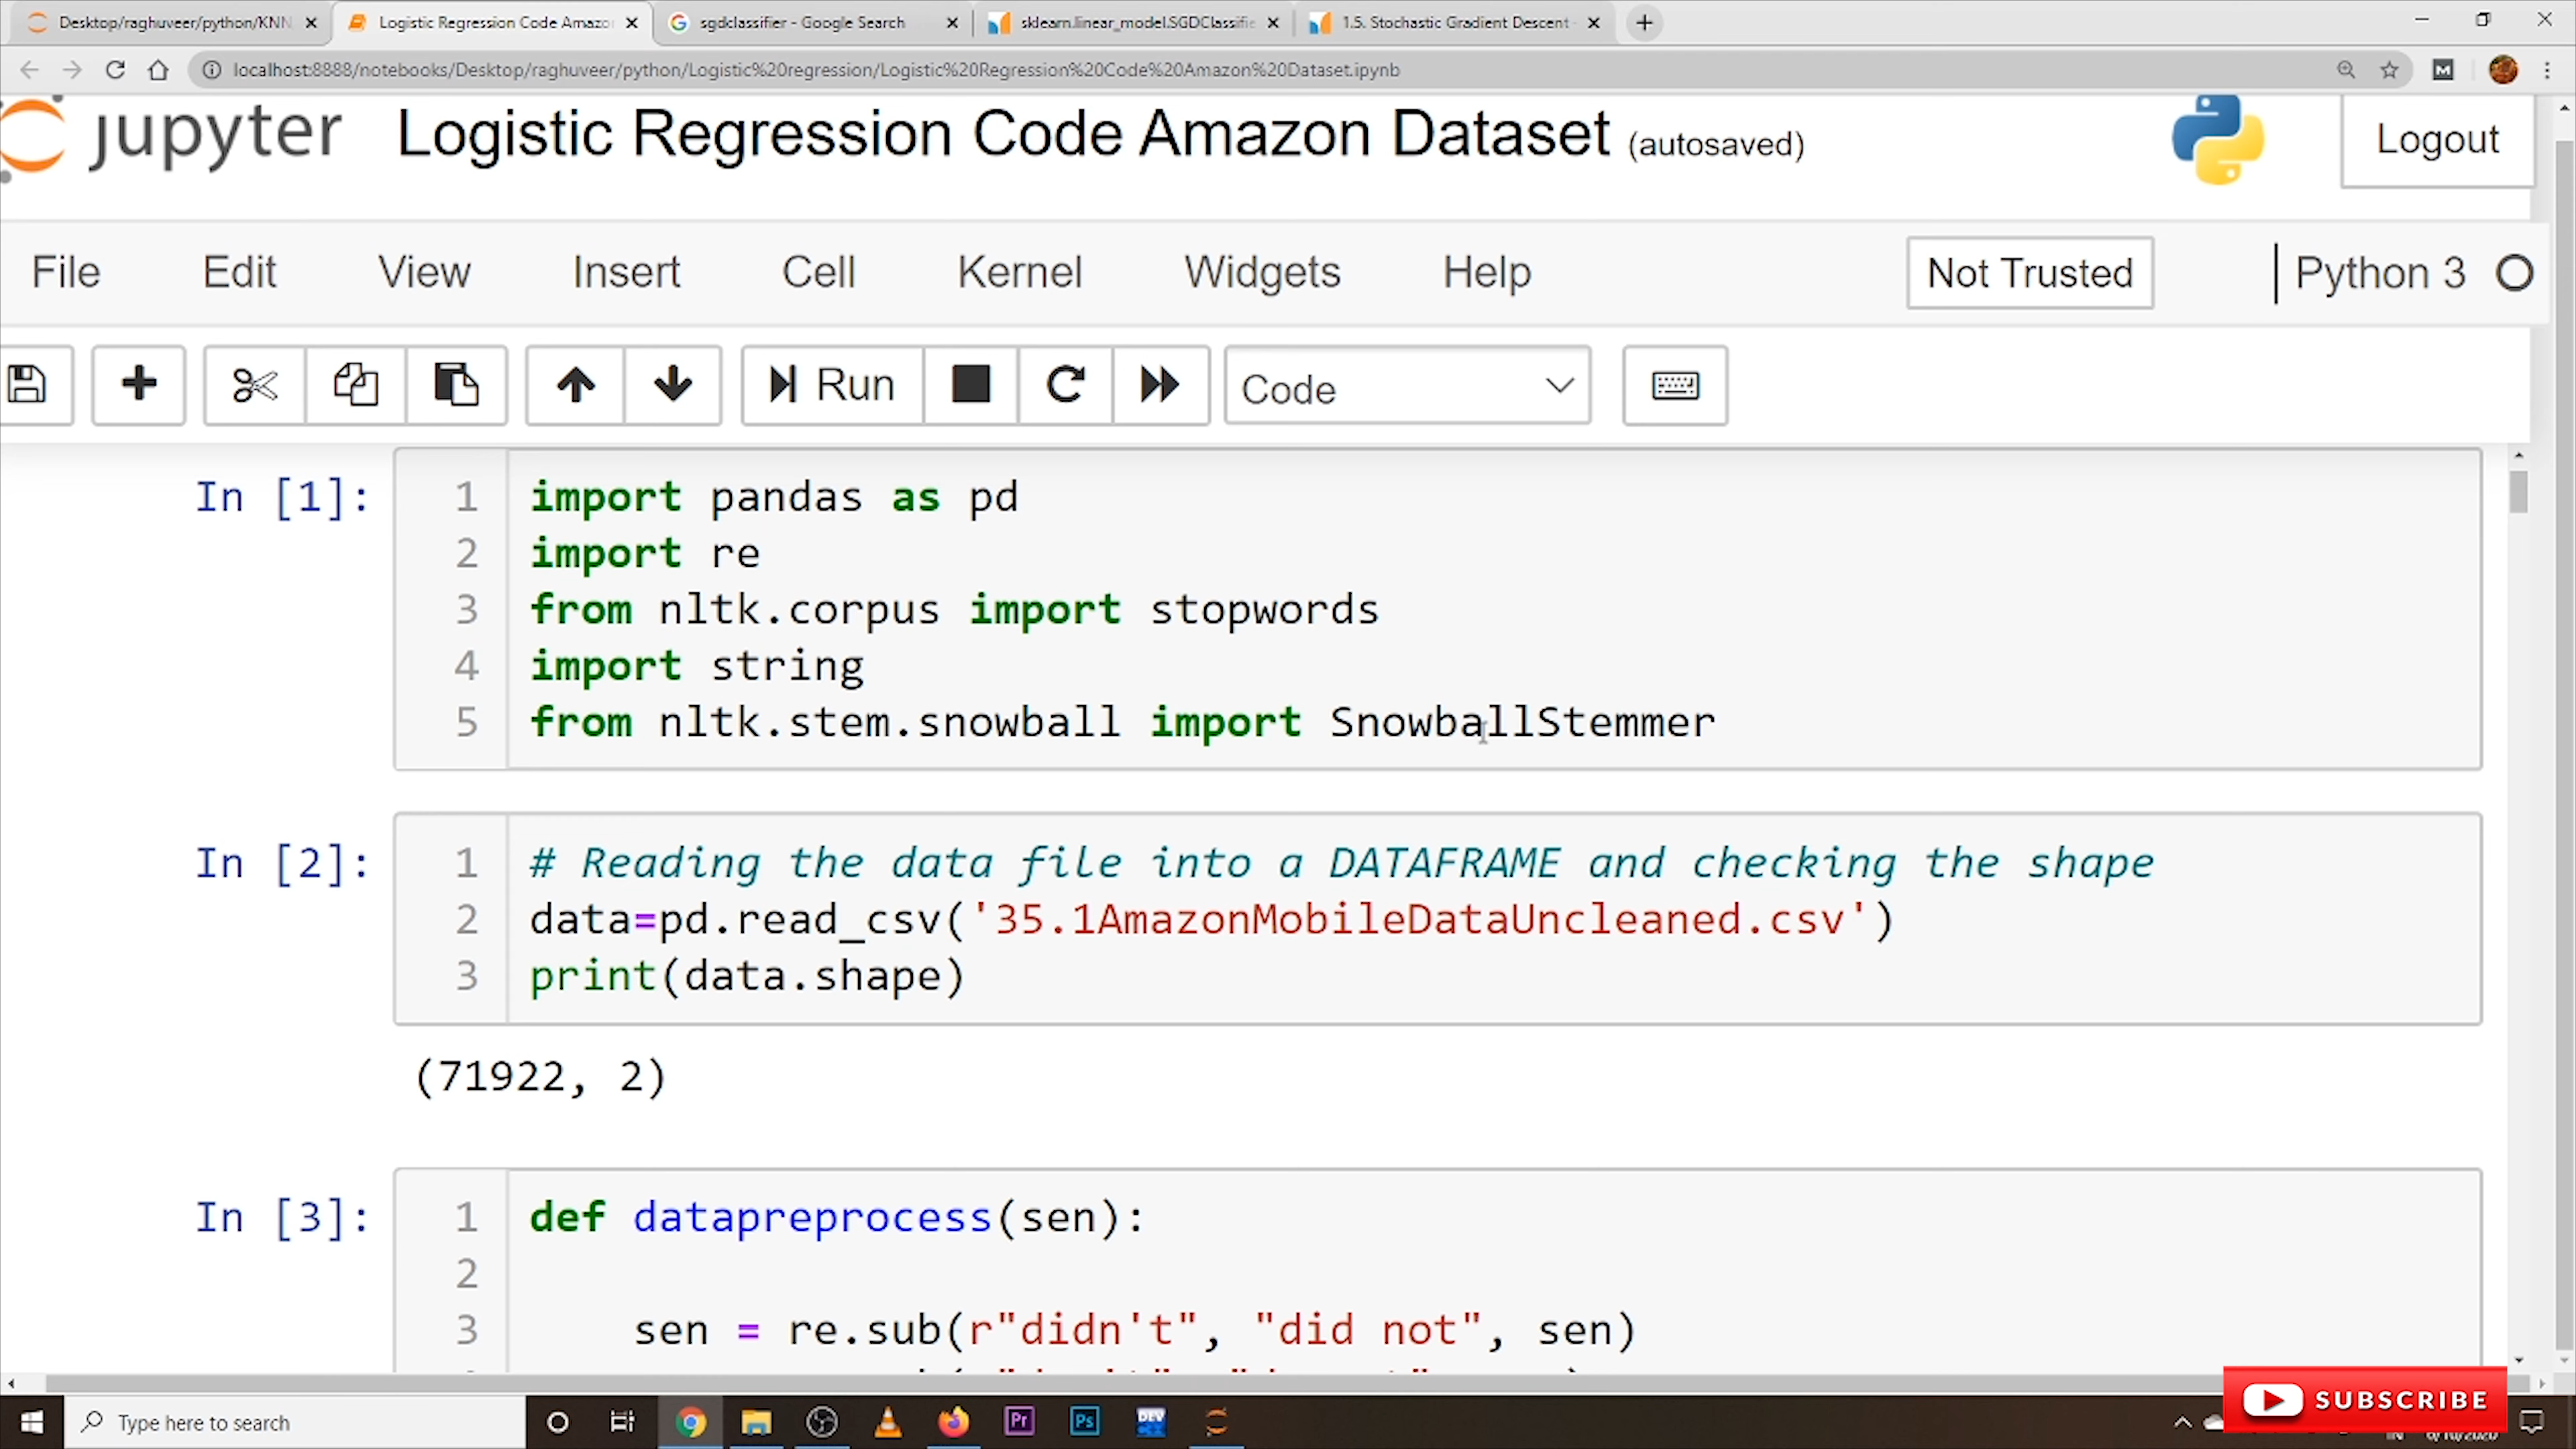 Desktop/raghuveer/python/KNN
Logistic Regression Code Amazon
sgdclassifier - Google Search
sklearn.linear_model.SGDClassifie
1.5. Stochastic Gradient Descent
localhost:8888/notebooks/Desktop/raghuveer/python/Logistic%20regression/Logistic%20Regression%20Code%20Amazon%20Dataset.ipynb
jupyter Logistic Regression Code Amazon Dataset (autosaved) Logout
File Edit View Insert Cell Kernel Widgets Help Not Trusted Python 3
Run Code
In [1]: 1 import pandas as pd
2 import re
3 from nltk.corpus import stopwords
4 import string
5 from nltk.stem.snowball import SnowballStemmer
In [2]: 1 # Reading the data file into a DATAFRAME and checking the shape
2 data=pd.read_csv('35.1AmazonMobileDataUncleaned.csv')
3 print(data.shape)
(71922, 2)
In [3]: 1 def datapreprocess(sen):
2
3 sen = re.sub(r"didn't", "did not", sen)
SUBSCRIBE
Type here to search
Pr
Ps
DEV